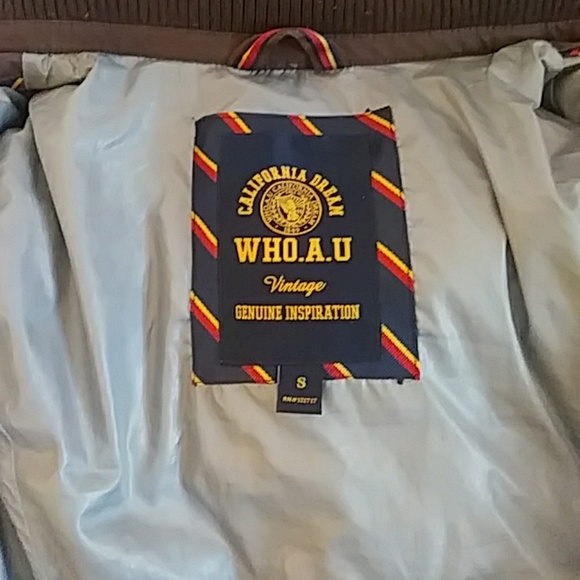 CALIFORNIA DREAM
WHO.A.U
Vintage
GENUINE INSPIRATION
S